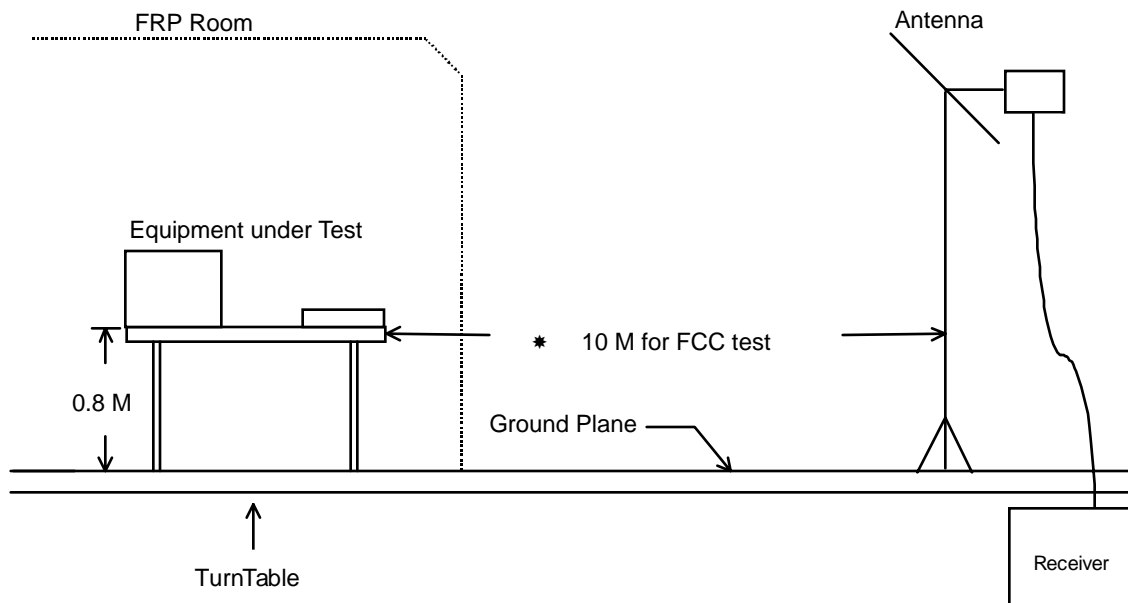 FRP Room
Antenna
Equipment under Test
✷ 10 M for FCC test
0.8 M
Ground Plane
TurnTable
Receiver